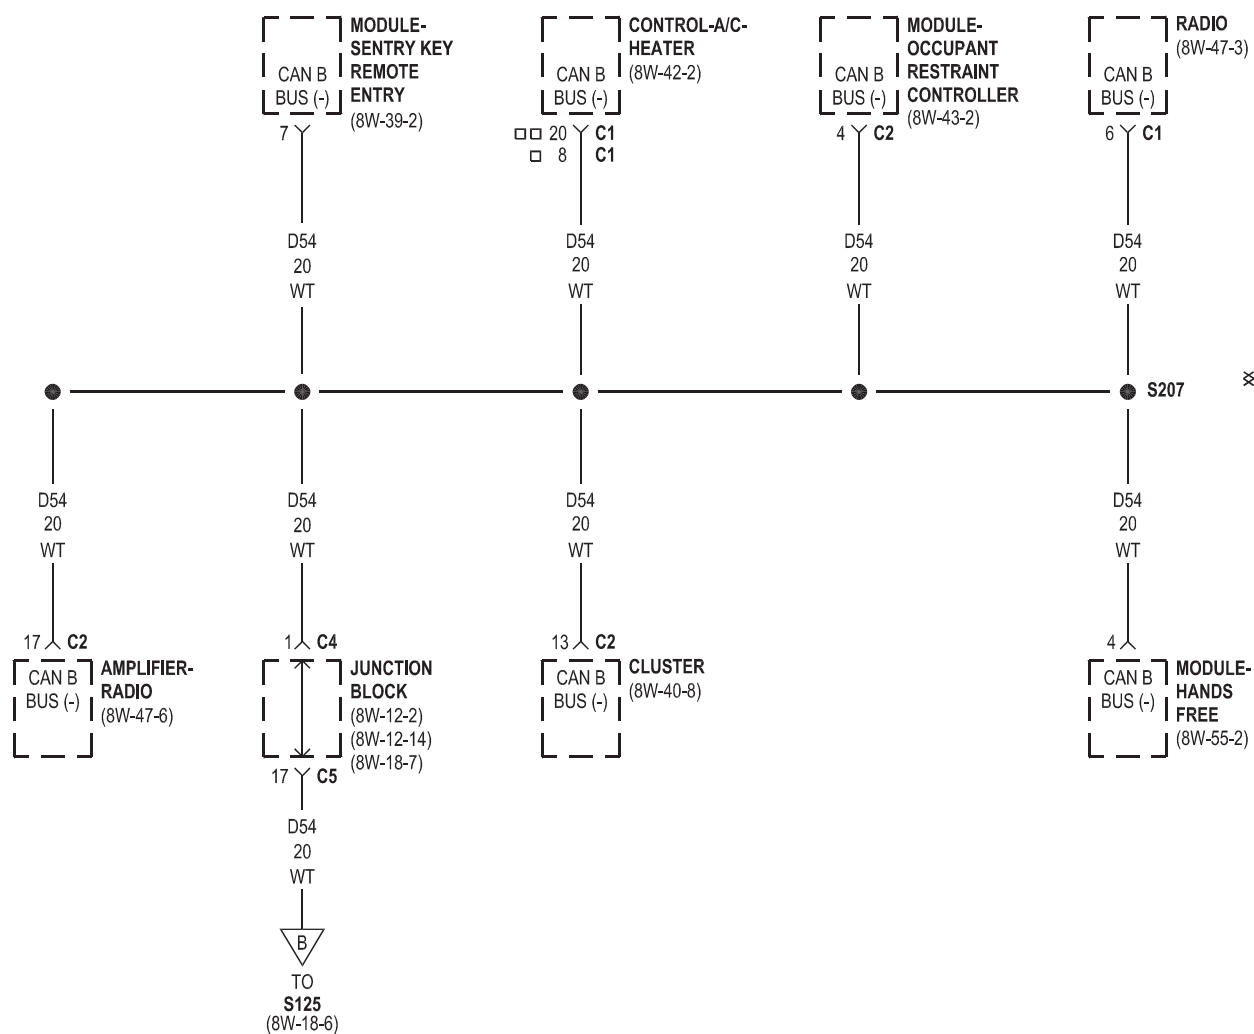 MODULE-
SENTRY KEY
REMOTE
ENTRY
(8W-39-2)
CAN B
BUS (-)
7
CONTROL-A/C-
HEATER
(8W-42-2)
CAN B
BUS (-)
20 C1
8 C1
MODULE-
OCCUPANT
RESTRAINT
CONTROLLER
(8W-43-2)
CAN B
BUS (-)
4 C2
RADIO
(8W-47-3)
CAN B
BUS (-)
6 C1
D54
20
WT
D54
20
WT
D54
20
WT
D54
20
WT
S207
XX
D54
20
WT
D54
20
WT
D54
20
WT
D54
20
WT
17 C2
CAN B
BUS (-)
AMPLIFIER-
RADIO
(8W-47-6)
1 C4
JUNCTION
BLOCK
(8W-12-2)
(8W-12-14)
(8W-18-7)
17 C5
13 C2
CAN B
BUS (-)
CLUSTER
(8W-40-8)
4
CAN B
BUS (-)
MODULE-
HANDS
FREE
(8W-55-2)
D54
20
WT
B
TO
S125
(8W-18-6)